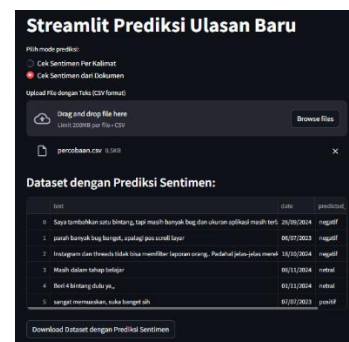 Streamlit Prediksi Ulasan Baru
Pilih mode prediksi:
Cek Sentimen Per Kalimat
Cek Sentimen dari Dokumen
Upload File dengan Teks (CSV format)
Drag and drop file here
Limit 200MB per file • CSV
Browse files
percobaan.csv 0.5KB
Dataset dengan Prediksi Sentimen:
text date predicted_
0 Saya tambahkan satu bintang, tapi masih banyak bug dan ukuran aplikasi masih terl 26/09/2024 negatif
1 parah banyak bug banget, apalagi pas scroll layar 06/07/2023 negatif
2 Instagram dan threads tidak bisa memfilter laporan orang.. Padahal jelas-jelas merek 13/10/2024 negatif
3 Masih dalam tahap belajar 08/11/2024 netral
4 Beri 4 bintang dulu ya,, 01/11/2024 netral
5 sangat memuaskan, suka banget sih 07/07/2023 positif
Download Dataset dengan Prediksi Sentimen